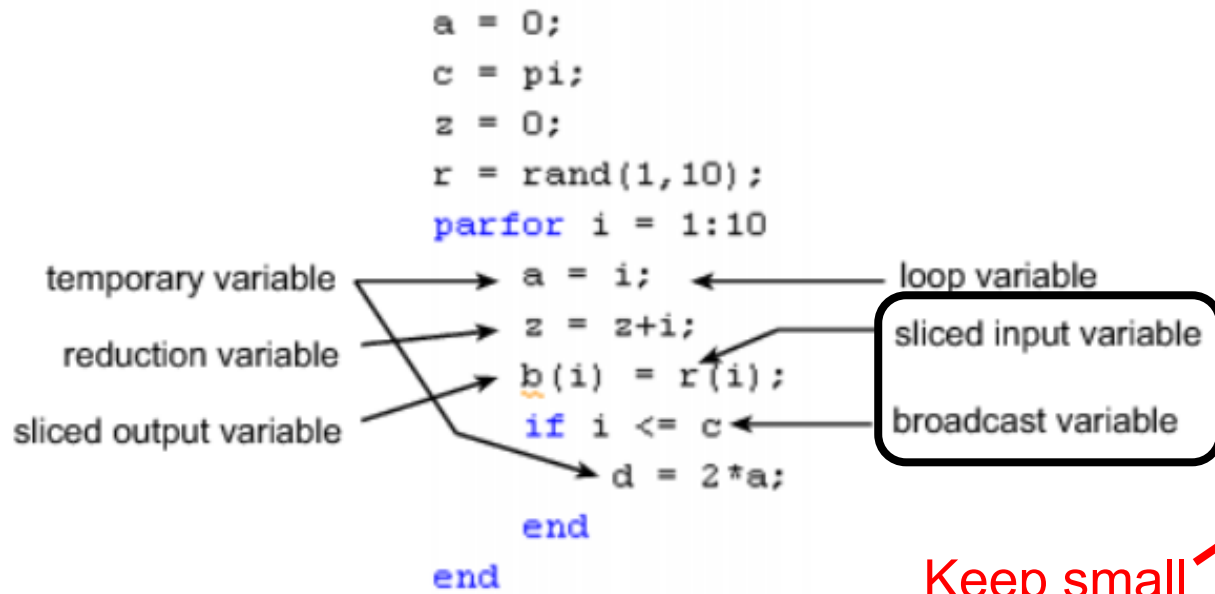 a = 0;
c = pi;
z = 0;
r = rand(1,10);
parfor i = 1:10
temporary variable a = i; loop variable
z = z+i; sliced input variable
reduction variable
b(i) = r(i);
sliced output variable if i <= c broadcast variable
d = 2*a;
end
end
Keep small